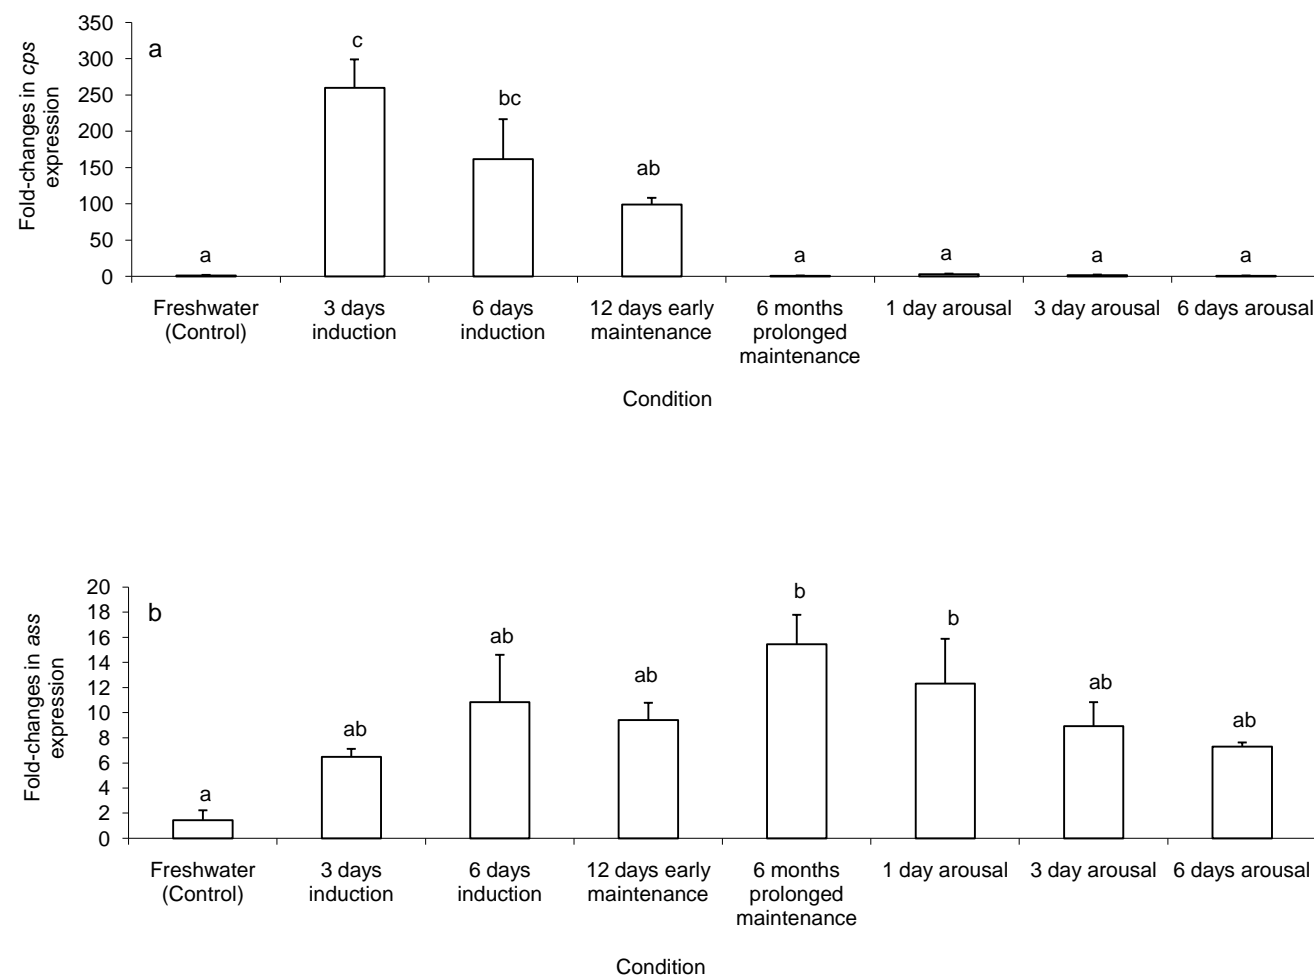 350
300
250
200
150
100
50
0
Fold-changes in cps
expression
a
a
c
bc
ab
a
a
a
a
Freshwater
(Control)
3 days
induction
6 days
induction
12 days early
maintenance
6 months
prolonged
maintenance
1 day arousal
3 day arousal
6 days arousal
Condition
20
18
16
14
12
10
8
6
4
2
0
Fold-changes in ass
expression
b
a
ab
ab
ab
b
b
ab
ab
Freshwater
(Control)
3 days
induction
6 days
induction
12 days early
maintenance
6 months
prolonged
maintenance
1 day arousal
3 day arousal
6 days arousal
Condition